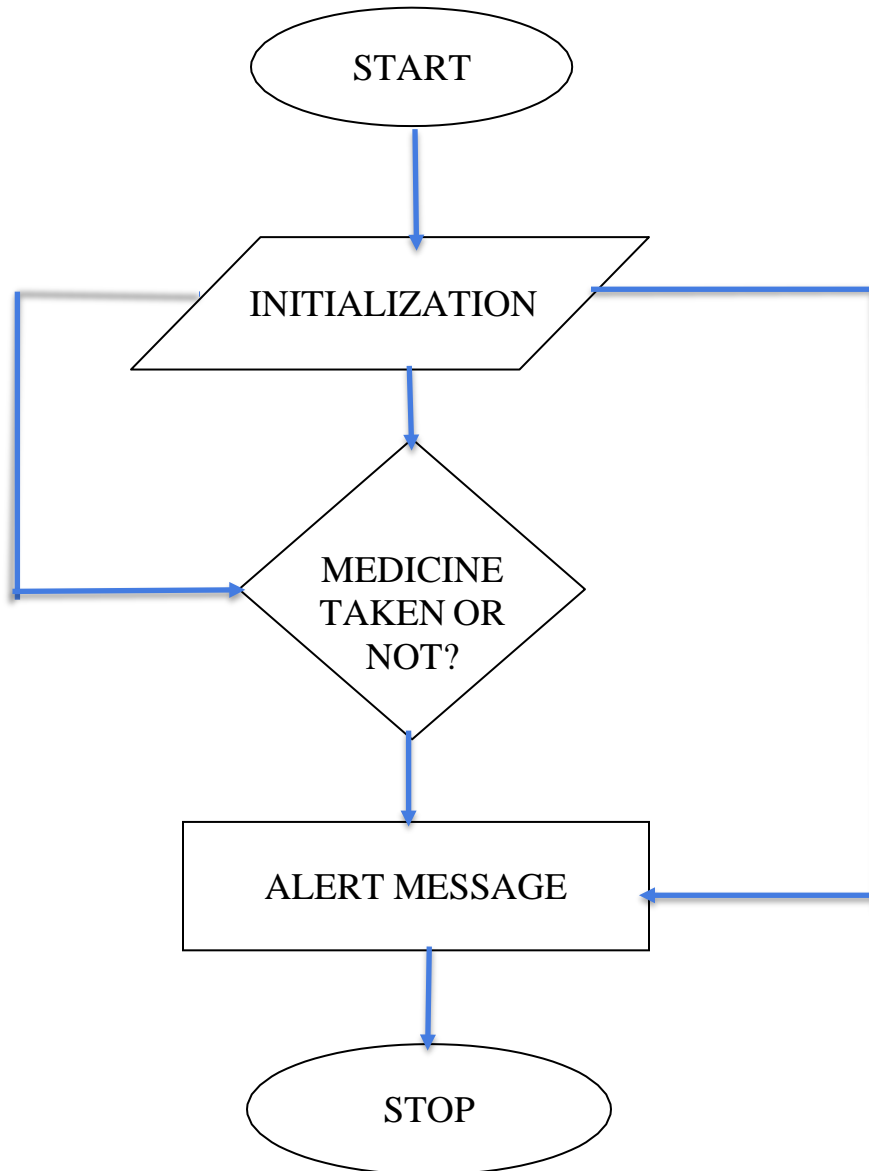 START
INITIALIZATION
MEDICINE
TAKEN OR
NOT?
ALERT MESSAGE
STOP